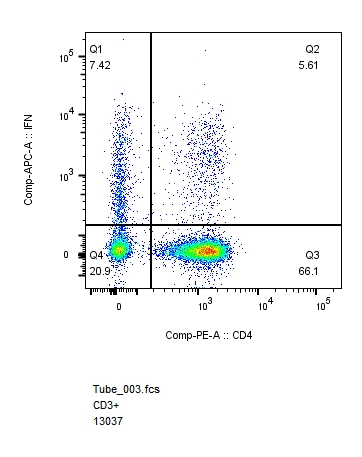 Q1
7.42
Q2
5.61
10^5
10^4
10^3
0
Comp-APC-A :: IFN
Q4
20.9
Q3
66.1
0
10^3
10^4
10^5
Comp-PE-A :: CD4
Tube_003.fcs
CD3+
13037